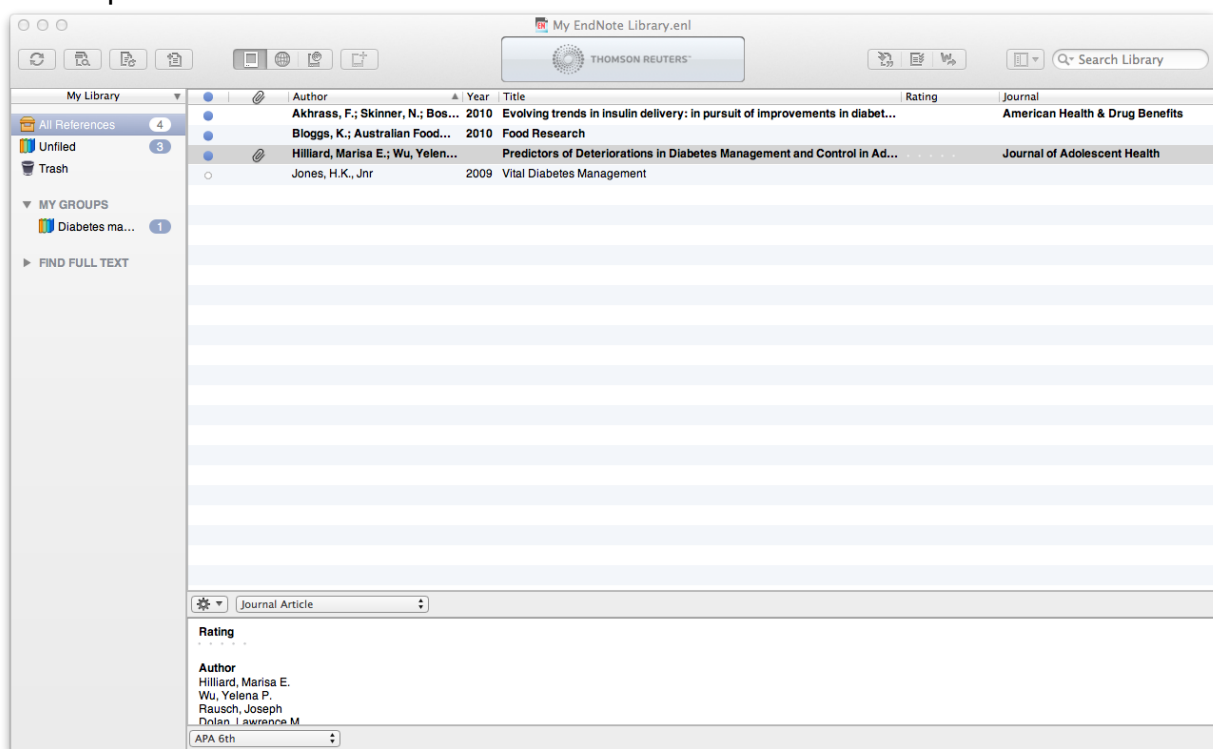 My EndNote Library.enl
THOMSON REUTERS™
Search Library
My Library
Author Year Title Rating Journal
All References 4
Unfiled 3
Trash
MY GROUPS
Diabetes ma... 1
FIND FULL TEXT
Akhrass, F.; Skinner, N.; Bos... 2010 Evolving trends in insulin delivery: in pursuit of improvements in diabet... American Health & Drug Benefits
Bloggs, K.; Australian Food... 2010 Food Research
Hilliard, Marisa E.; Wu, Yelen... Predictors of Deteriorations in Diabetes Management and Control in Ad... Journal of Adolescent Health
Jones, H.K., Jnr 2009 Vital Diabetes Management
Journal Article
Rating
Author
Hilliard, Marisa E.
Wu, Yelena P.
Rausch, Joseph
Dolan, Lawrence M
APA 6th